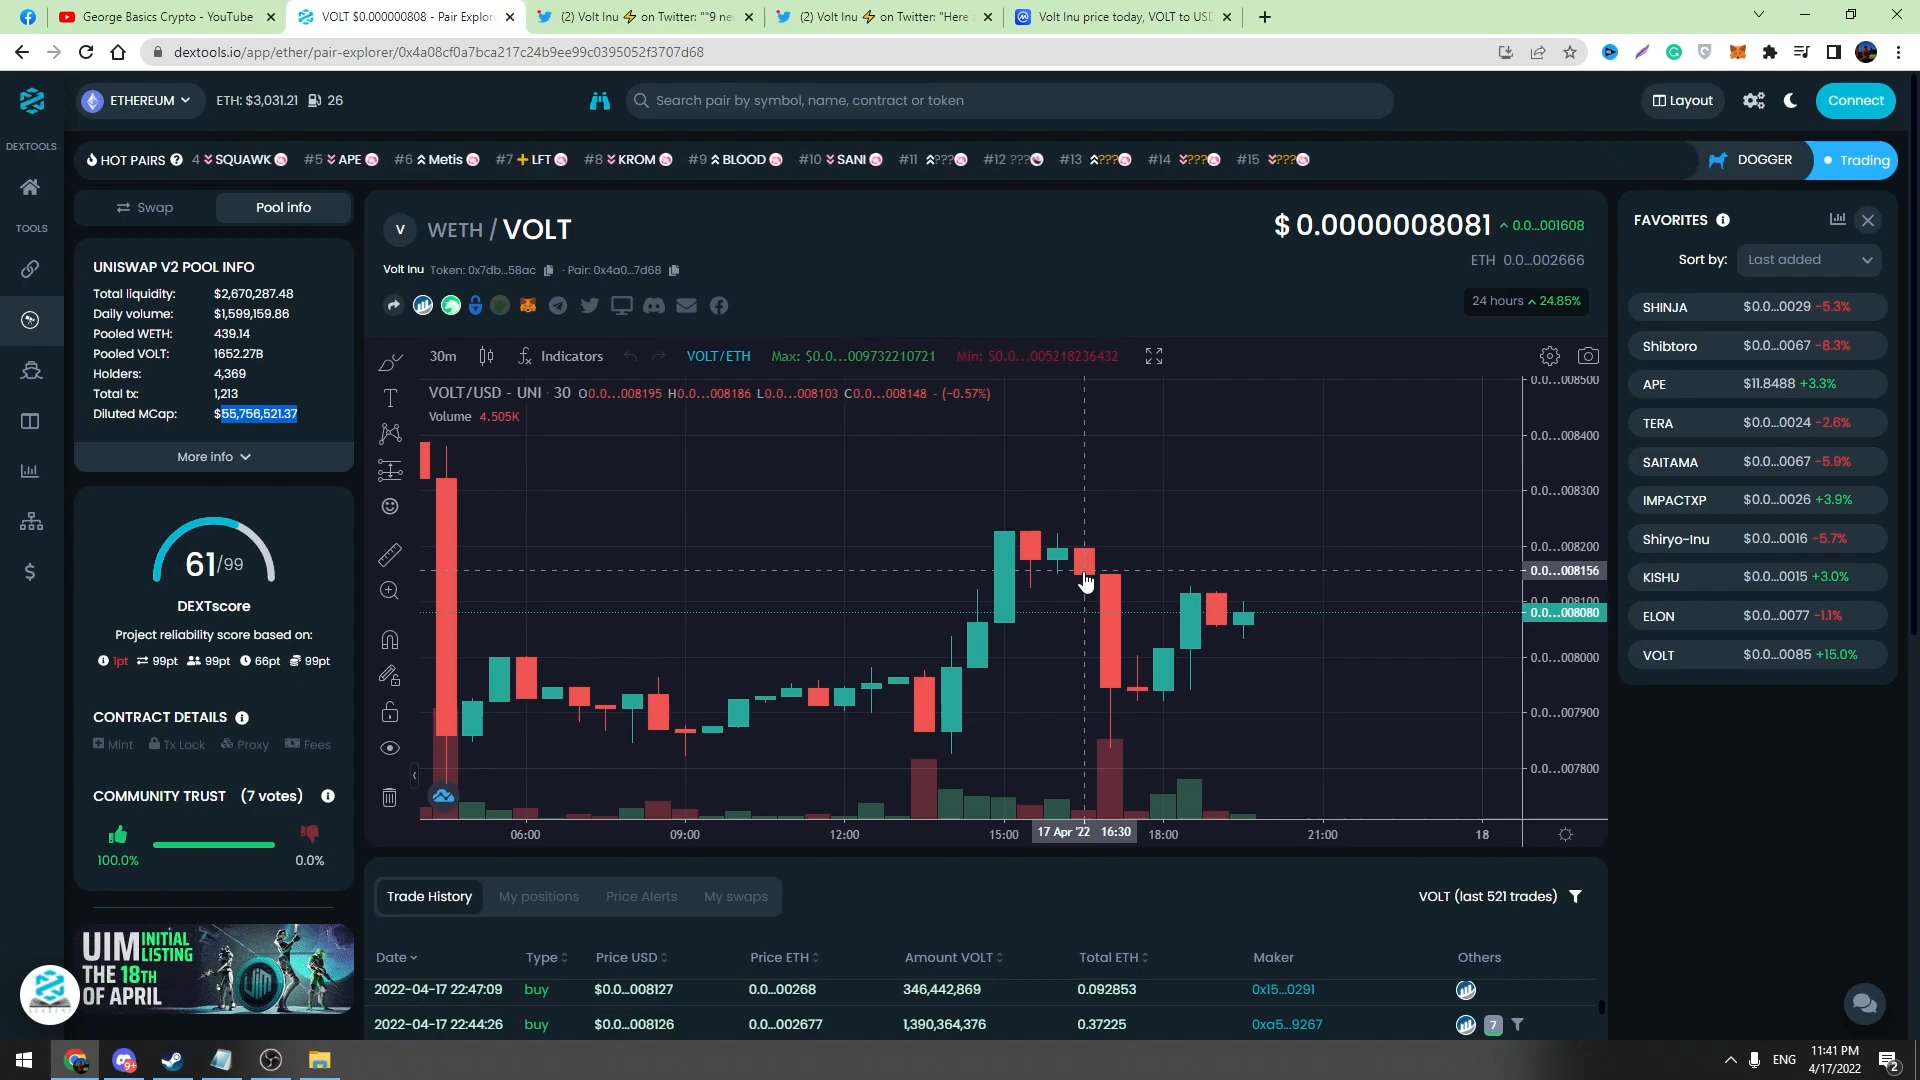 George Basics Crypto - YouTube
VOLT $0.000000808 - Pair Explor
(2) Volt Inu ⚡ on Twitter: ""9 ne
(2) Volt Inu ⚡ on Twitter: "Here
Volt Inu price today, VOLT to USD
dextools.io/app/ether/pair-explorer/0x4a08cf0a7bca217c24b9ee99c0395052f3707d68
ETHEREUM
ETH: $3,031.21 26
Search pair by symbol, name, contract or token
Layout
Connect
DEXTOOLS
HOT PAIRS
4 SQUAWK #5 APE #6 Metis #7 LFT #8 KROM #9 BLOOD #10 SANI #11 ??? #12 ??? #13 ??? #14 ??? #15 ???
DOGGER
Trading
TOOLS
Swap
Pool info
UNISWAP V2 POOL INFO
Total liquidity: $2,670,287.48
Daily volume: $1,599,159.86
Pooled WETH: 439.14
Pooled VOLT: 1652.27B
Holders: 4,369
Total tx: 1,213
Diluted MCap: $55,756,521.37
More info
61/99
DEXTscore
Project reliability score based on:
1pt 99pt 99pt 66pt 99pt
CONTRACT DETAILS
Mint Tx Lock Proxy Fees
COMMUNITY TRUST (7 votes)
100.0% 0.0%
UIM INITIAL LISTING
THE 18TH
OF APRIL
V WETH / VOLT
Volt Inu Token: 0x7db...58ac - Pair: 0x4a0...7d68
$ 0.0000008081 0.0...001608
ETH 0.0...002666
24 hours 24.85%
30m
Indicators
VOLT/ETH
Max: $0.0...009732210721
Min: $0.0...005218236432
VOLT/USD - UNI 30 O0.0...008195 H0.0...008186 L0.0...008103 C0.0...008148 - (-0.57%)
Volume 4.505K
0.0...008500
0.0...008400
0.0...008300
0.0...008200
0.0...008156
0.0...008100
0.0...008080
0.0...008000
0.0...007900
0.0...007800
06:00 09:00 12:00 15:00 17 Apr '22 16:30 18:00 21:00 18
Trade History
My positions
Price Alerts
My swaps
VOLT (last 521 trades)
Date Type Price USD Price ETH Amount VOLT Total ETH Maker Others
2022-04-17 22:47:09 buy $0.0...008127 0.0...00268 346,442,869 0.092853 0x15...0291
2022-04-17 22:44:26 buy $0.0...008126 0.0...002677 1,390,364,376 0.37225 0xa5...9267 7
FAVORITES
Sort by: Last added
SHINJA $0.0...0029 -5.3%
Shibtoro $0.0...0067 -8.3%
APE $11.8488 +3.3%
TERA $0.0...0024 -2.6%
SAITAMA $0.0...0067 -5.9%
IMPACTXP $0.0...0026 +3.9%
Shiryo-Inu $0.0...0016 -5.7%
KISHU $0.0...0015 +3.0%
ELON $0.0...0077 -1.1%
VOLT $0.0...0085 +15.0%
9+
ENG
11:41 PM
4/17/2022
2